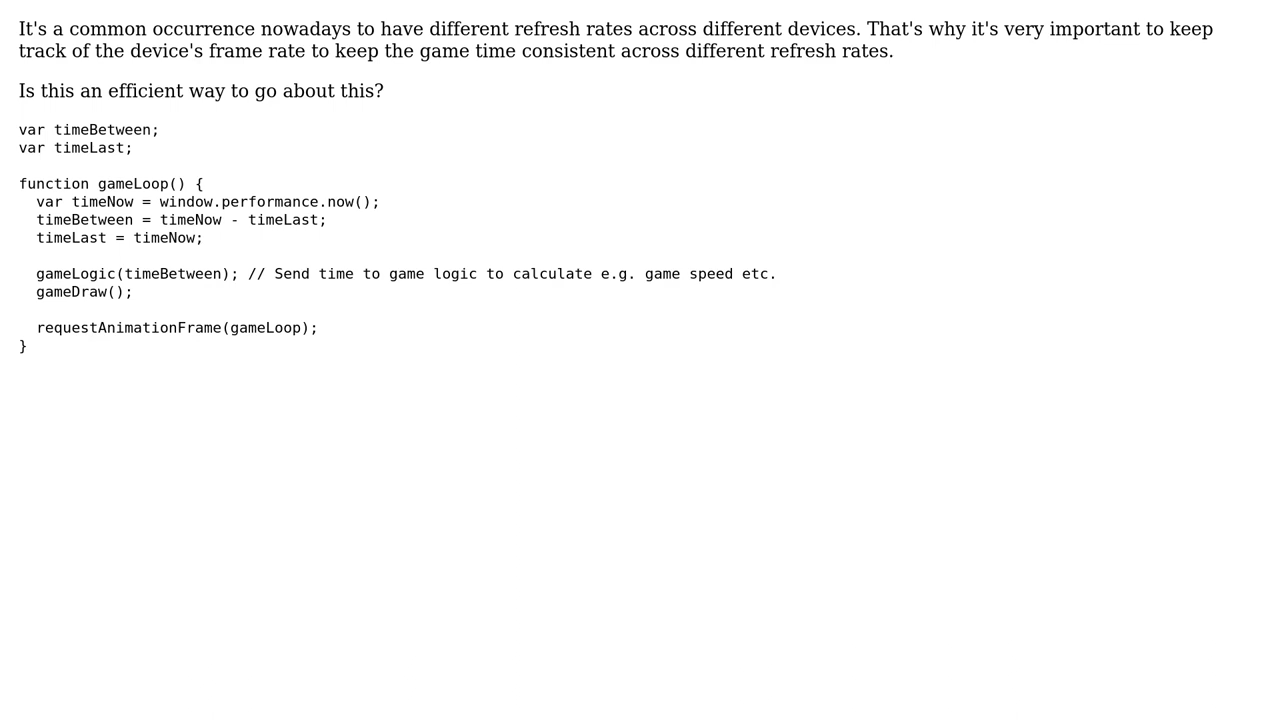 It's a common occurrence nowadays to have different refresh rates across different devices. That's why it's very important to keep
track of the device's frame rate to keep the game time consistent across different refresh rates.
Is this an efficient way to go about this?
var timeBetween;
var timeLast;
function gameLoop() {
  var timeNow = window.performance.now();
  timeBetween = timeNow - timeLast;
  timeLast = timeNow;
  gameLogic(timeBetween); // Send time to game logic to calculate e.g. game speed etc.
  gameDraw();
  requestAnimationFrame(gameLoop);
}